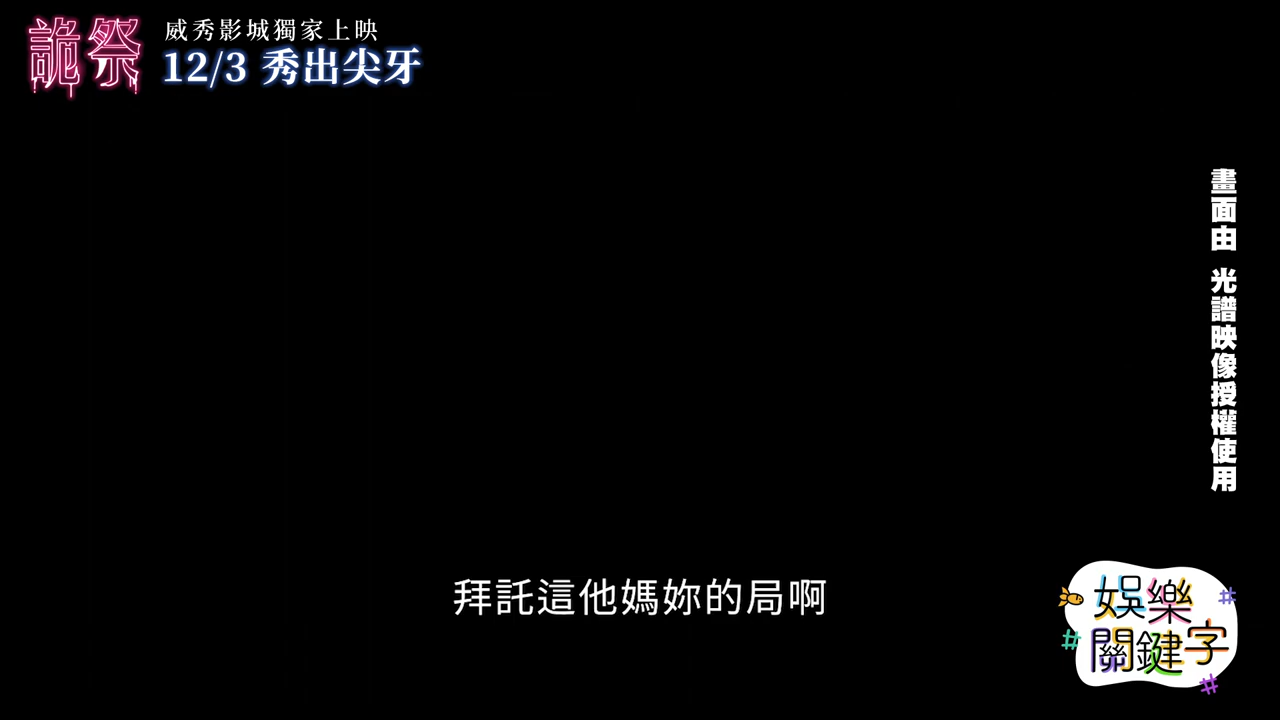 詭祭
威秀影城獨家上映
12/3 秀出尖牙
畫面由 光譜映像授權使用
拜託這他媽妳的局啊
娛樂
關鍵字